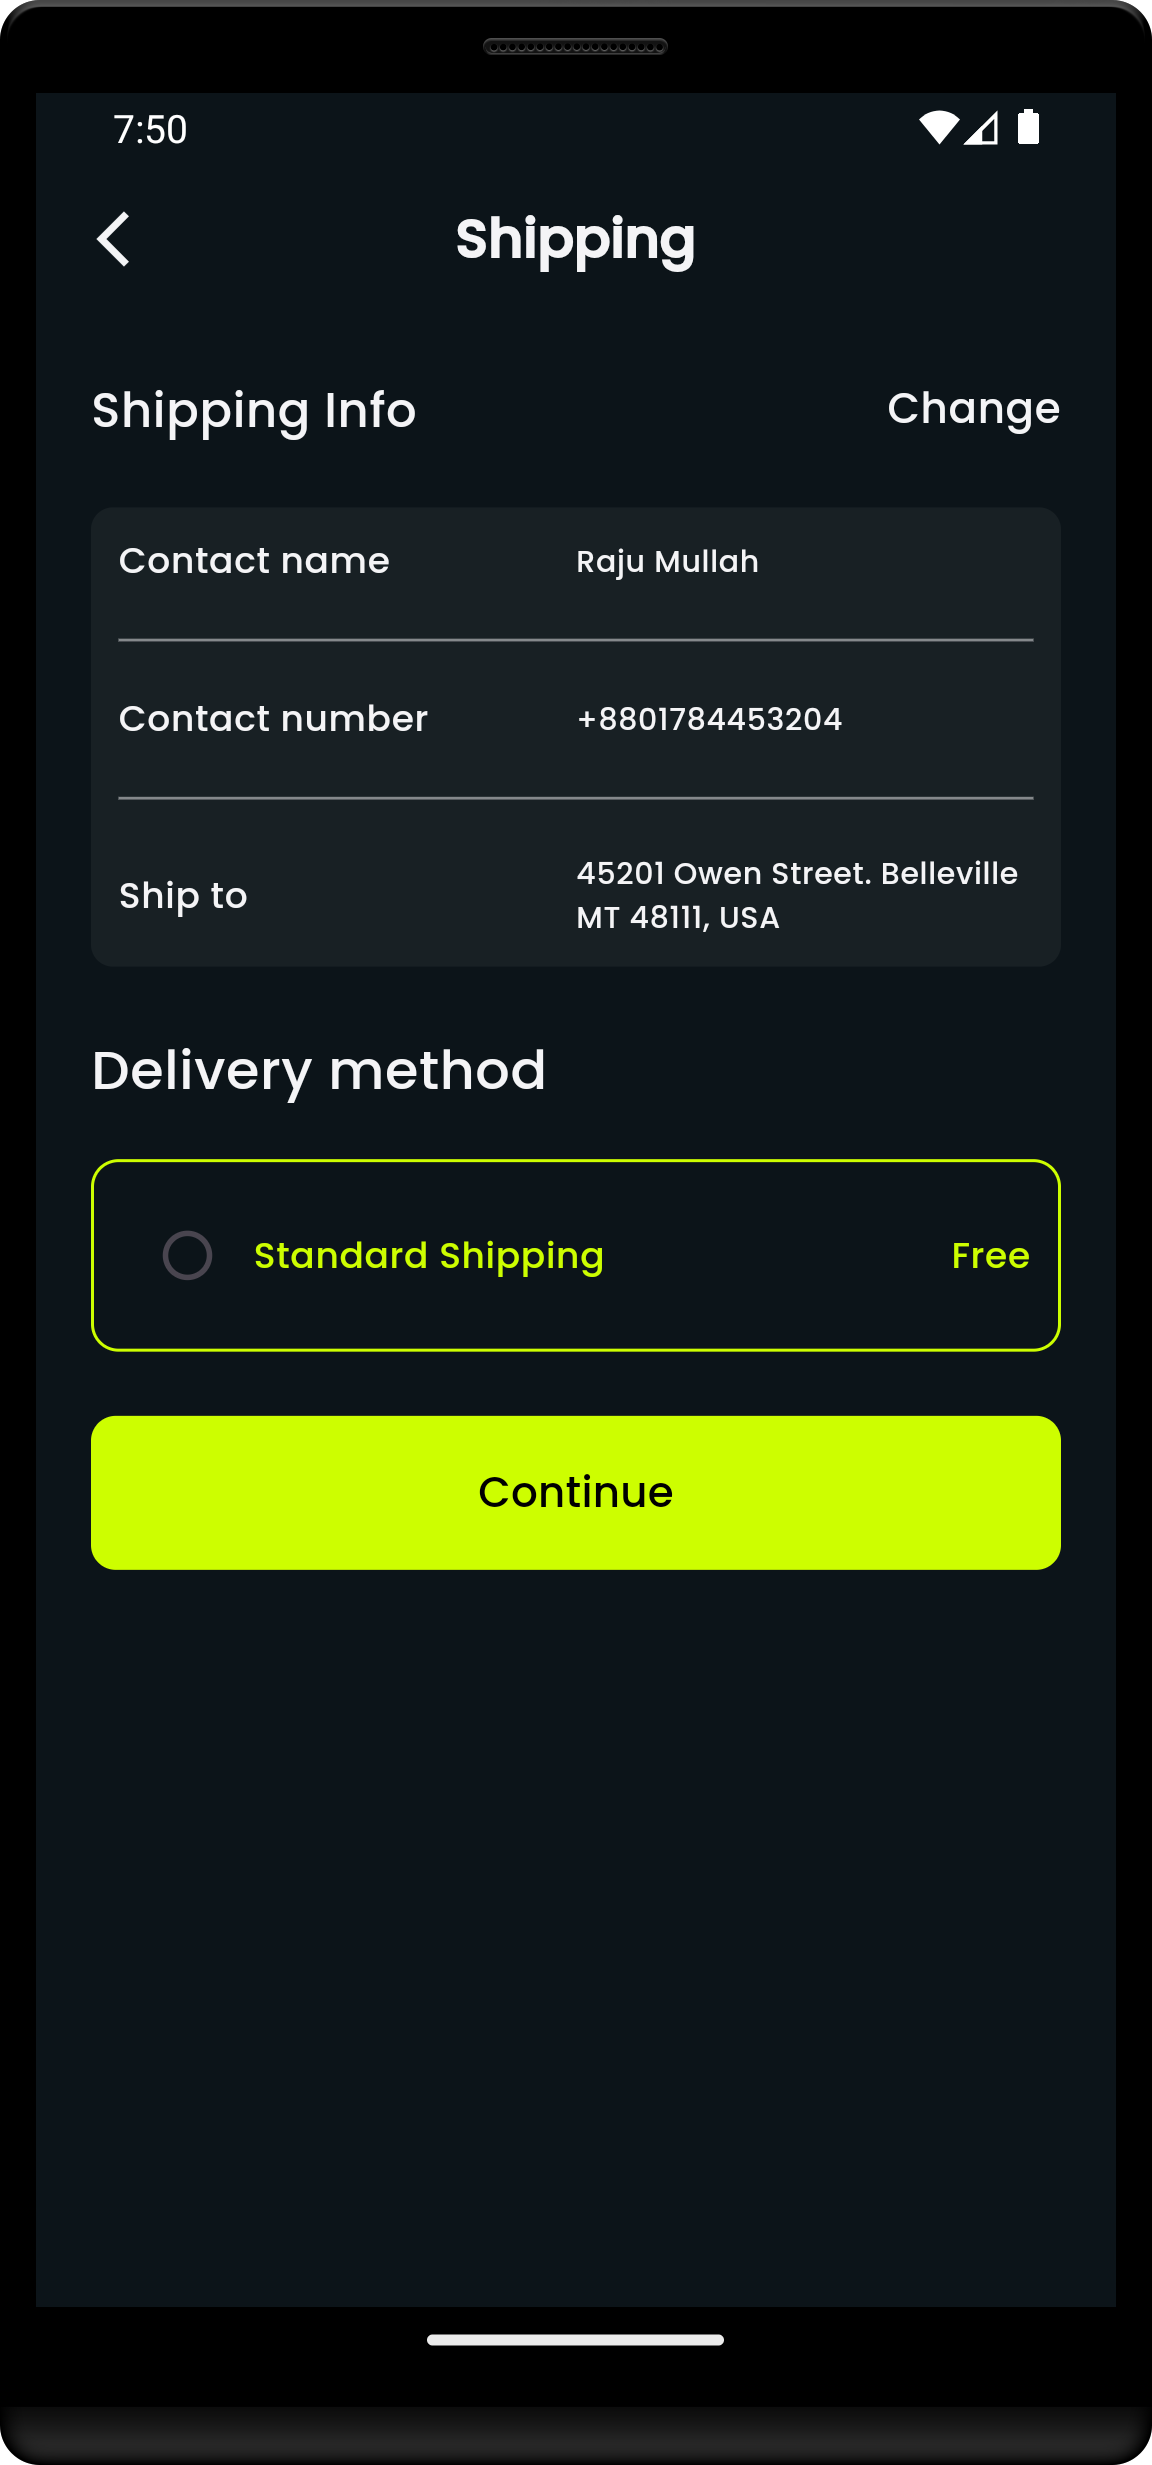 7:50
Shipping
Shipping Info
Change
Contact name
Raju Mullah
Contact number
+8801784453204
Ship to
45201 Owen Street. Belleville
MT 48111, USA
Delivery method
Standard Shipping
Free
Continue